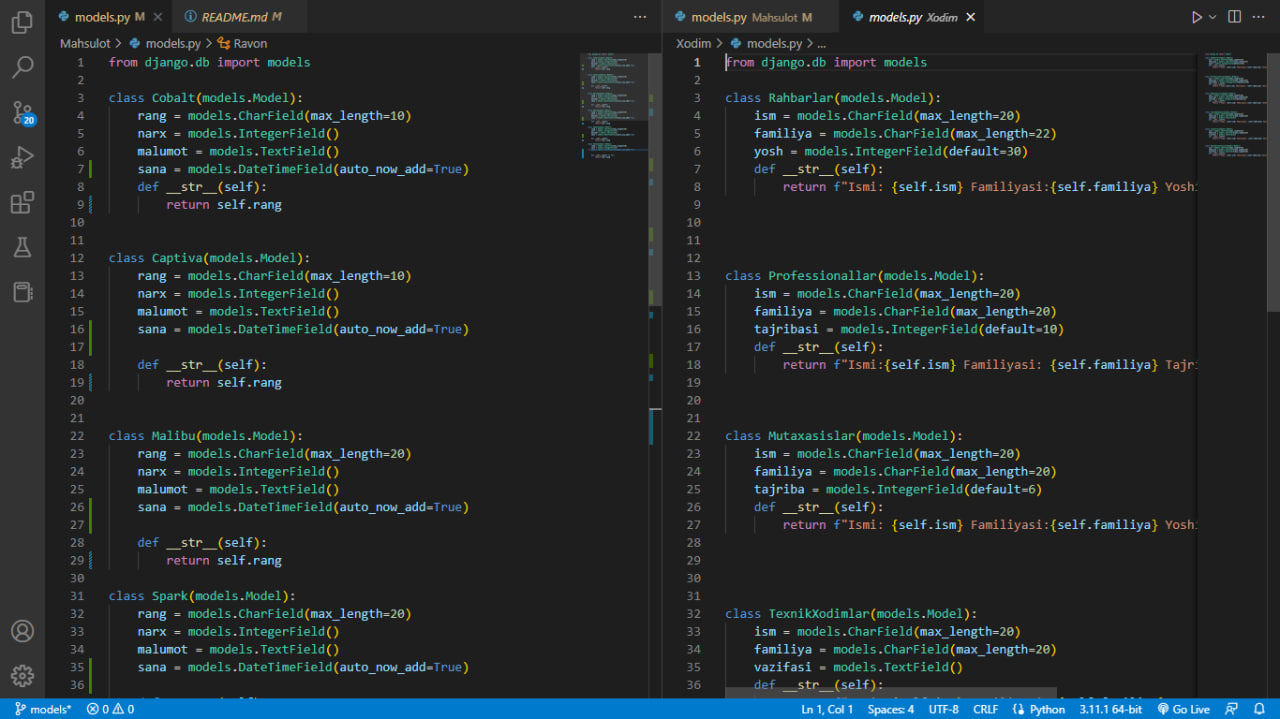 models.py M
README.md M
models.py Mahsulot M
models.py Xodim
Mahsulot > models.py > Ravon
Xodim > models.py > ...
20
1 from django.db import models
2
3 class Cobalt(models.Model):
4 rang = models.CharField(max_length=10)
5 narx = models.IntegerField()
6 malumot = models.TextField()
7 sana = models.DateTimeField(auto_now_add=True)
8 def __str__(self):
9 return self.rang
10
11
12 class Captiva(models.Model):
13 rang = models.CharField(max_length=10)
14 narx = models.IntegerField()
15 malumot = models.TextField()
16 sana = models.DateTimeField(auto_now_add=True)
17
18 def __str__(self):
19 return self.rang
20
21
22 class Malibu(models.Model):
23 rang = models.CharField(max_length=20)
24 narx = models.IntegerField()
25 malumot = models.TextField()
26 sana = models.DateTimeField(auto_now_add=True)
27
28 def __str__(self):
29 return self.rang
30
31 class Spark(models.Model):
32 rang = models.CharField(max_length=20)
33 narx = models.IntegerField()
34 malumot = models.TextField()
35 sana = models.DateTimeField(auto_now_add=True)
36
1 from django.db import models
2
3 class Rahbarlar(models.Model):
4 ism = models.CharField(max_length=20)
5 familiya = models.CharField(max_length=22)
6 yosh = models.IntegerField(default=30)
7 def __str__(self):
8 return f"Ismi: {self.ism} Familiyasi:{self.familiya} Yoshi
9
10
11
12
13 class Professionallar(models.Model):
14 ism = models.CharField(max_length=20)
15 familiya = models.CharField(max_length=20)
16 tajribasi = models.IntegerField(default=10)
17 def __str__(self):
18 return f"Ismi:{self.ism} Familiyasi: {self.familiya} Tajri
19
20
21
22 class Mutaxasislar(models.Model):
23 ism = models.CharField(max_length=20)
24 familiya = models.CharField(max_length=20)
25 tajriba = models.IntegerField(default=6)
26 def __str__(self):
27 return f"Ismi: {self.ism} Familiyasi:{self.familiya} Yoshi
28
29
30
31
32 class TexnikXodimlar(models.Model):
33 ism = models.CharField(max_length=20)
34 familiya = models.CharField(max_length=20)
35 vazifasi = models.TextField()
36 def __str__(self):
models* 0 0 Ln 1, Col 1 Spaces: 4 UTF-8 CRLF Python 3.11.1 64-bit Go Live